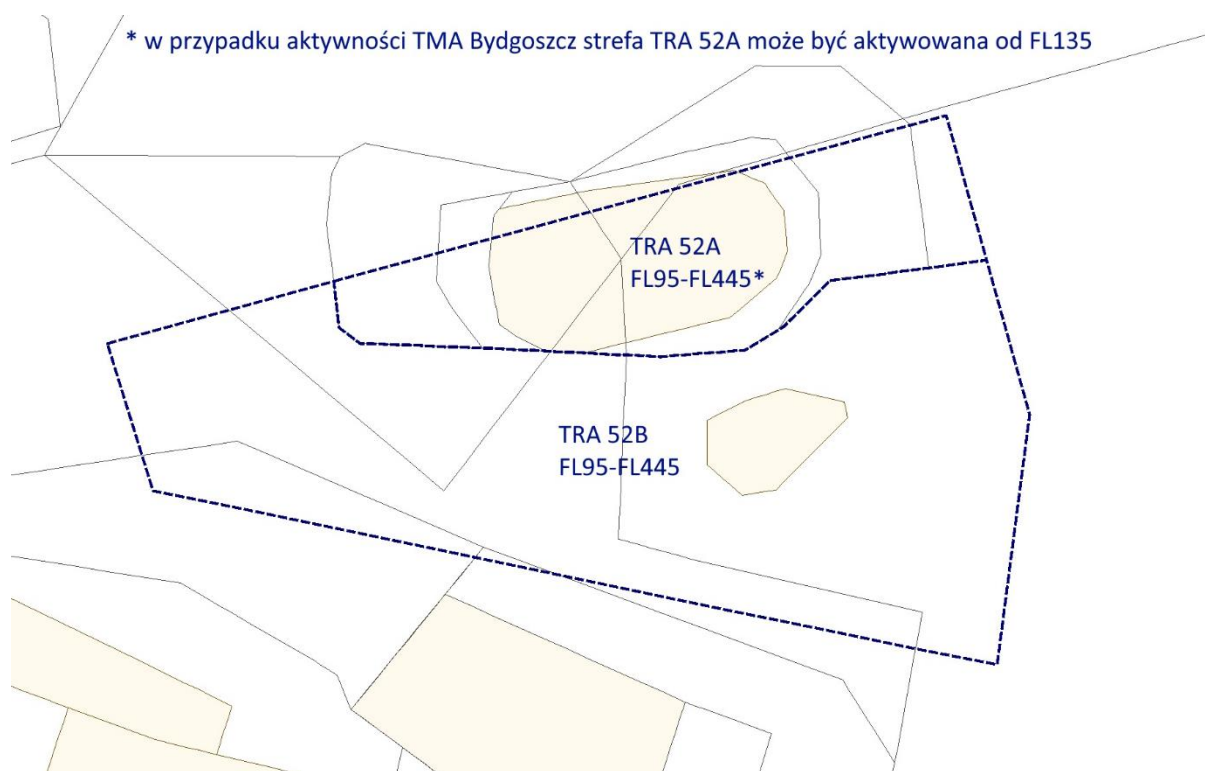 * w przypadku aktywności TMA Bydgoszcz strefa TRA 52A może być aktywowana od FL135
TRA 52A
FL95-FL445*
TRA 52B
FL95-FL445